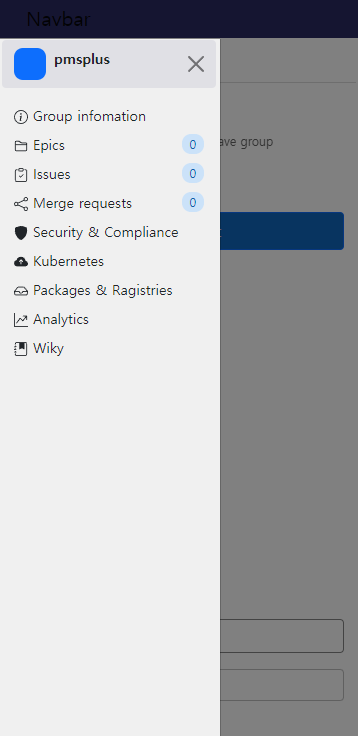 Navbar
pmsplus
Group infomation
Epics 0
ave group
Issues 0
Merge requests 0
Security & Compliance
Kubernetes
Packages & Ragistries
Analytics
Wiky